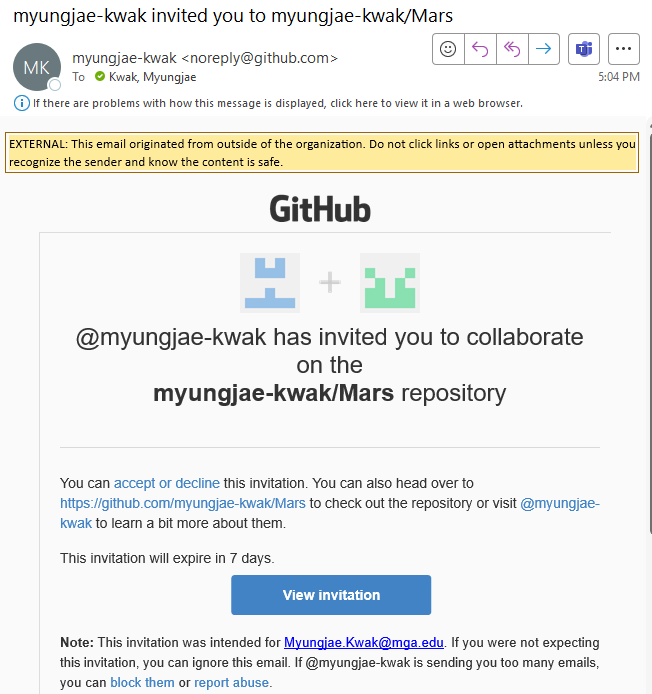 myungjae-kwak invited you to myungjae-kwak/Mars
MK
myungjae-kwak <noreply@github.com>
To Kwak, Myungjae
5:04 PM
If there are problems with how this message is displayed, click here to view it in a web browser.
EXTERNAL: This email originated from outside of the organization. Do not click links or open attachments unless you
recognize the sender and know the content is safe.
GitHub
+
@myungjae-kwak has invited you to collaborate
on the
myungjae-kwak/Mars repository
You can accept or decline this invitation. You can also head over to
https://github.com/myungjae-kwak/Mars to check out the repository or visit @myungjae-
kwak to learn a bit more about them.
This invitation will expire in 7 days.
View invitation
Note: This invitation was intended for Myungjae.Kwak@mga.edu. If you were not expecting
this invitation, you can ignore this email. If @myungjae-kwak is sending you too many emails,
you can block them or report abuse.